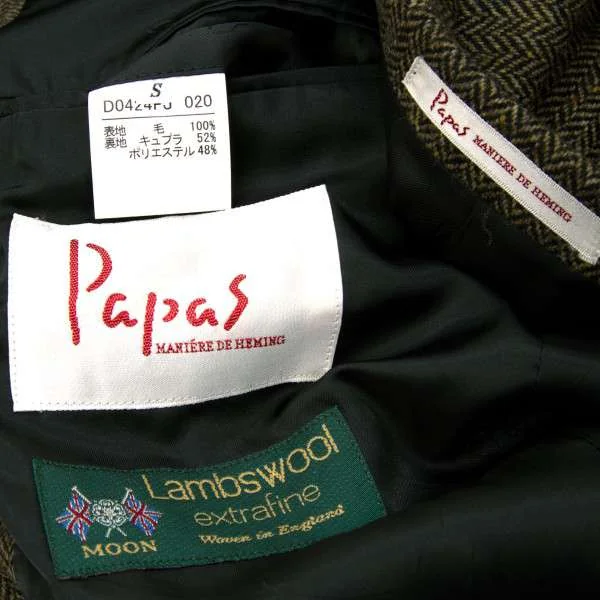 S
D0424PJ 020
表地 毛 100%
裏地 キュプラ 52%
ポリエステル 48%
Papas
MANIERE DE HEMING
Papas
MANIÉRE DE HEMING
Lambswool
extrafine
Woven in England
MOON